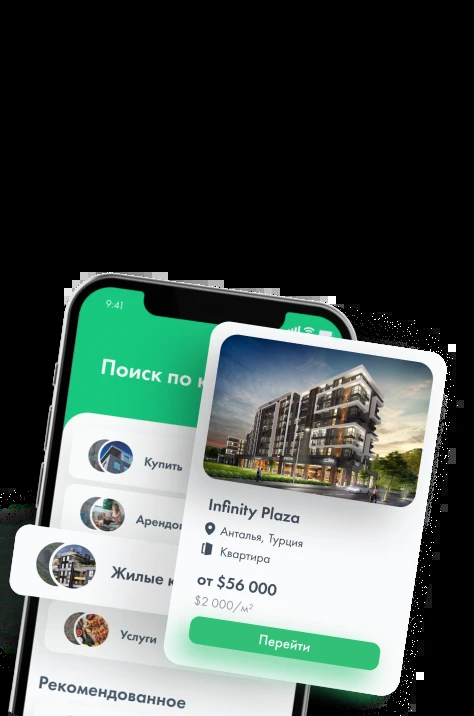 9:41
Поиск по
Купить
Жилые
Услуги
Рекомендованное
Infinity Plaza
Анталья, Турция
Квартира
от $56 000
$2 000/м²
Перейти